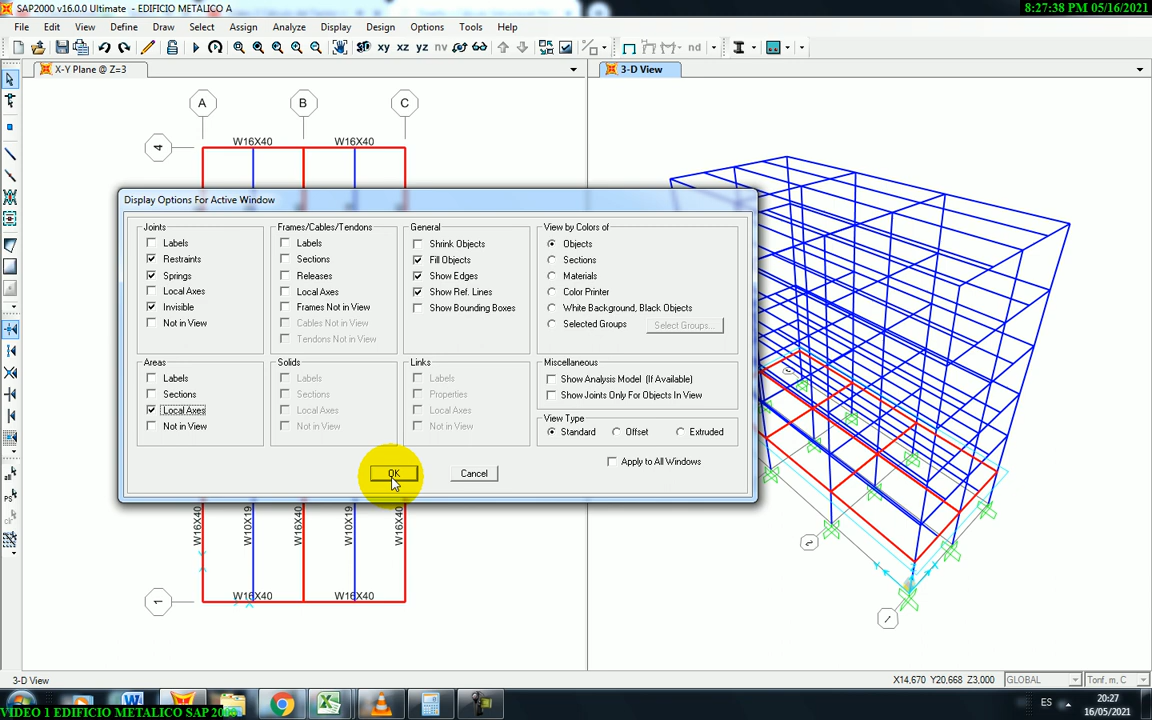 SAP2000 v16.0.0 Ultimate - EDIFICIO METALICO A
8:27:38 PM 05/16/2021
File Edit View Define Draw Select Assign Analyze Display Design Options Tools Help
xy xz yz nv nd
X-Y Plane @ Z=3
3-D View
A B C
4
W16X40 W16X40
Display Options For Active Window
Joints
Labels
Restraints
Springs
Local Axes
Invisible
Not in View
Frames/Cables/Tendons
Labels
Sections
Releases
Local Axes
Frames Not in View
Cables Not in View
Tendons Not in View
General
Shrink Objects
Fill Objects
Show Edges
Show Ref. Lines
Show Bounding Boxes
View by Colors of
Objects
Sections
Materials
Color Printer
White Background, Black Objects
Selected Groups
Select Groups...
Areas
Labels
Sections
Local Axes
Not in View
Solids
Labels
Sections
Local Axes
Not in View
Links
Labels
Properties
Local Axes
Not in View
Miscellaneous
Show Analysis Model (If Available)
Show Joints Only For Objects In View
View Type
Standard Offset Extruded
Apply to All Windows
OK Cancel
W16X40 W10X19 W16X40 W10X19 W16X40
W16X40 W16X40
1
2
1
3-D View
X14,670 Y20,668 Z3,000
GLOBAL
Tonf, m, C
ES
20:27
16/05/2021
VIDEO 1 EDIFICIO METALICO SAP 2000